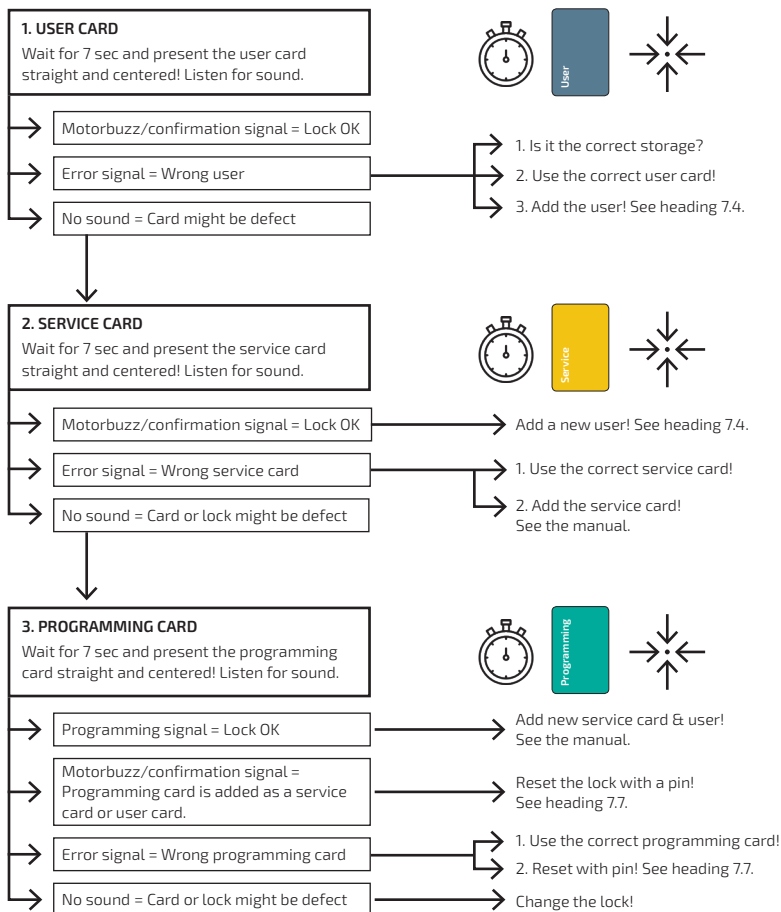 1. USER CARD
Wait for 7 sec and present the user card
straight and centered! Listen for sound.
User
Motorbuzz/confirmation signal = Lock OK
Error signal = Wrong user
No sound = Card might be defect
1. Is it the correct storage?
2. Use the correct user card!
3. Add the user! See heading 7.4.
2. SERVICE CARD
Wait for 7 sec and present the service card
straight and centered! Listen for sound.
Service
Motorbuzz/confirmation signal = Lock OK
Add a new user! See heading 7.4.
Error signal = Wrong service card
1. Use the correct service card!
2. Add the service card!
See the manual.
No sound = Card or lock might be defect
3. PROGRAMMING CARD
Wait for 7 sec and present the programming
card straight and centered! Listen for sound.
Programming
Programming signal = Lock OK
Add new service card & user!
See the manual.
Motorbuzz/confirmation signal =
Programming card is added as a service
card or user card.
Reset the lock with a pin!
See heading 7.7.
Error signal = Wrong programming card
1. Use the correct programming card!
2. Reset with pin! See heading 7.7.
No sound = Card or lock might be defect
Change the lock!